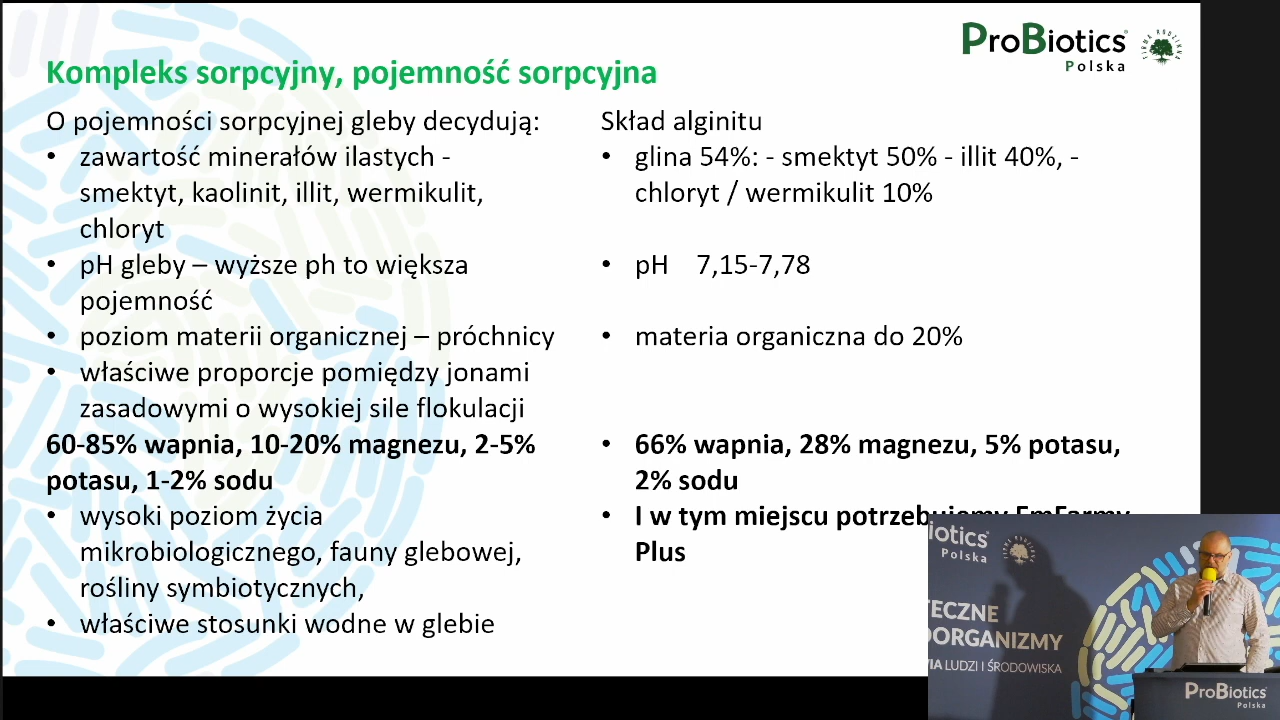 ProBiotics
Polska
FIRMA RODZINNA
Kompleks sorpcyjny, pojemność sorpcyjna
O pojemności sorpcyjnej gleby decydują:
• zawartość minerałów ilastych -
smektyt, kaolinit, illit, wermikulit,
chloryt
• pH gleby – wyższe ph to większa
pojemność
• poziom materii organicznej – próchnicy
• właściwe proporcje pomiędzy jonami
zasadowymi o wysokiej sile flokulacji
60-85% wapnia, 10-20% magnezu, 2-5%
potasu, 1-2% sodu
• wysoki poziom życia
mikrobiologicznego, fauny glebowej,
rośliny symbiotycznych,
• właściwe stosunki wodne w glebie
Skład alginitu
• glina 54%: - smektyt 50% - illit 40%, -
chloryt / wermikulit 10%
• pH 7,15-7,78
• materia organiczna do 20%
• 66% wapnia, 28% magnezu, 5% potasu,
2% sodu
• I w tym miejscu potrzebujemy EmFarmy
Plus
iotics
Polska
TECZNE
OORGANIZMY
WIA LUDZI I ŚRODOWISKA
ProBiotics
Polska